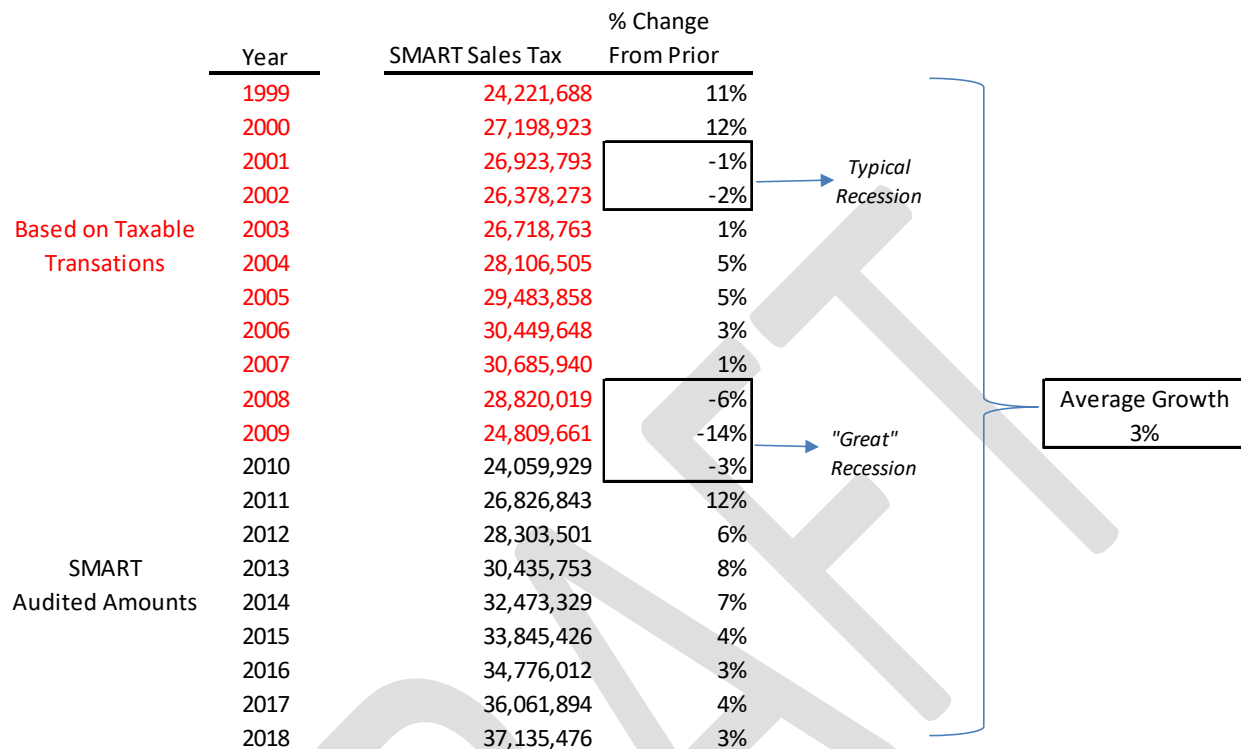 % Change
Year SMART Sales Tax From Prior
1999 24,221,688 11%
2000 27,198,923 12%
2001 26,923,793 -1%
Typical
2002 26,378,273 -2%
Recession
Based on Taxable 2003 26,718,763 1%
Transations 2004 28,106,505 5%
2005 29,483,858 5%
2006 30,449,648 3%
2007 30,685,940 1%
2008 28,820,019 -6% Average Growth
2009 24,809,661 -14% "Great" 3%
2010 24,059,929 -3% Recession
2011 26,826,843 12%
2012 28,303,501 6%
SMART 2013 30,435,753 8%
Audited Amounts 2014 32,473,329 7%
2015 33,845,426 4%
2016 34,776,012 3%
2017 36,061,894 4%
2018 37,135,476 3%
DRAFT